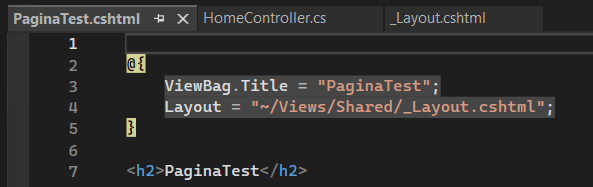 PaginaTest.cshtml HomeController.cs _Layout.cshtml
1
2 @{
3 ViewBag.Title = "PaginaTest";
4 Layout = "~/Views/Shared/_Layout.cshtml";
5 }
6
7 <h2>PaginaTest</h2>